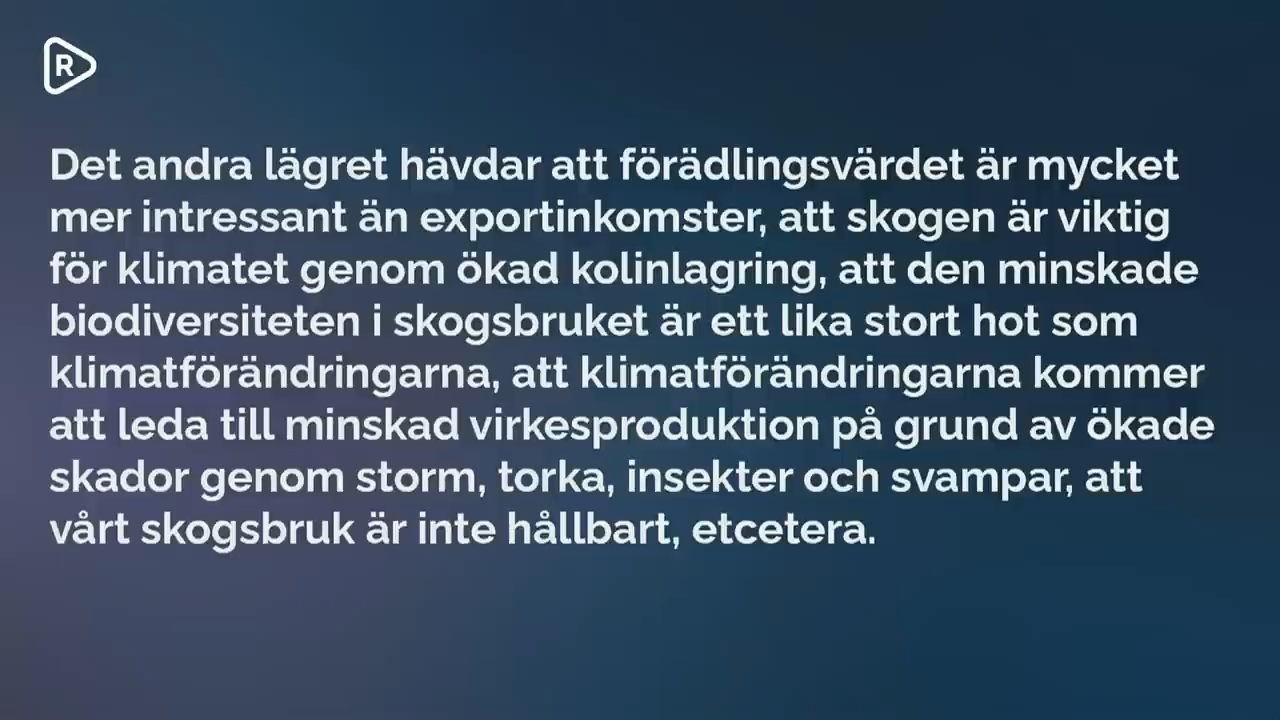 R
Det andra lägret hävdar att förädlingsvärdet är mycket
mer intressant än exportinkomster, att skogen är viktig
för klimatet genom ökad kolinlagring, att den minskade
biodiversiteten i skogsbruket är ett lika stort hot som
klimatförändringarna, att klimatförändringarna kommer
att leda till minskad virkesproduktion på grund av ökade
skador genom storm, torka, insekter och svampar, att
vårt skogsbruk är inte hållbart, etcetera.